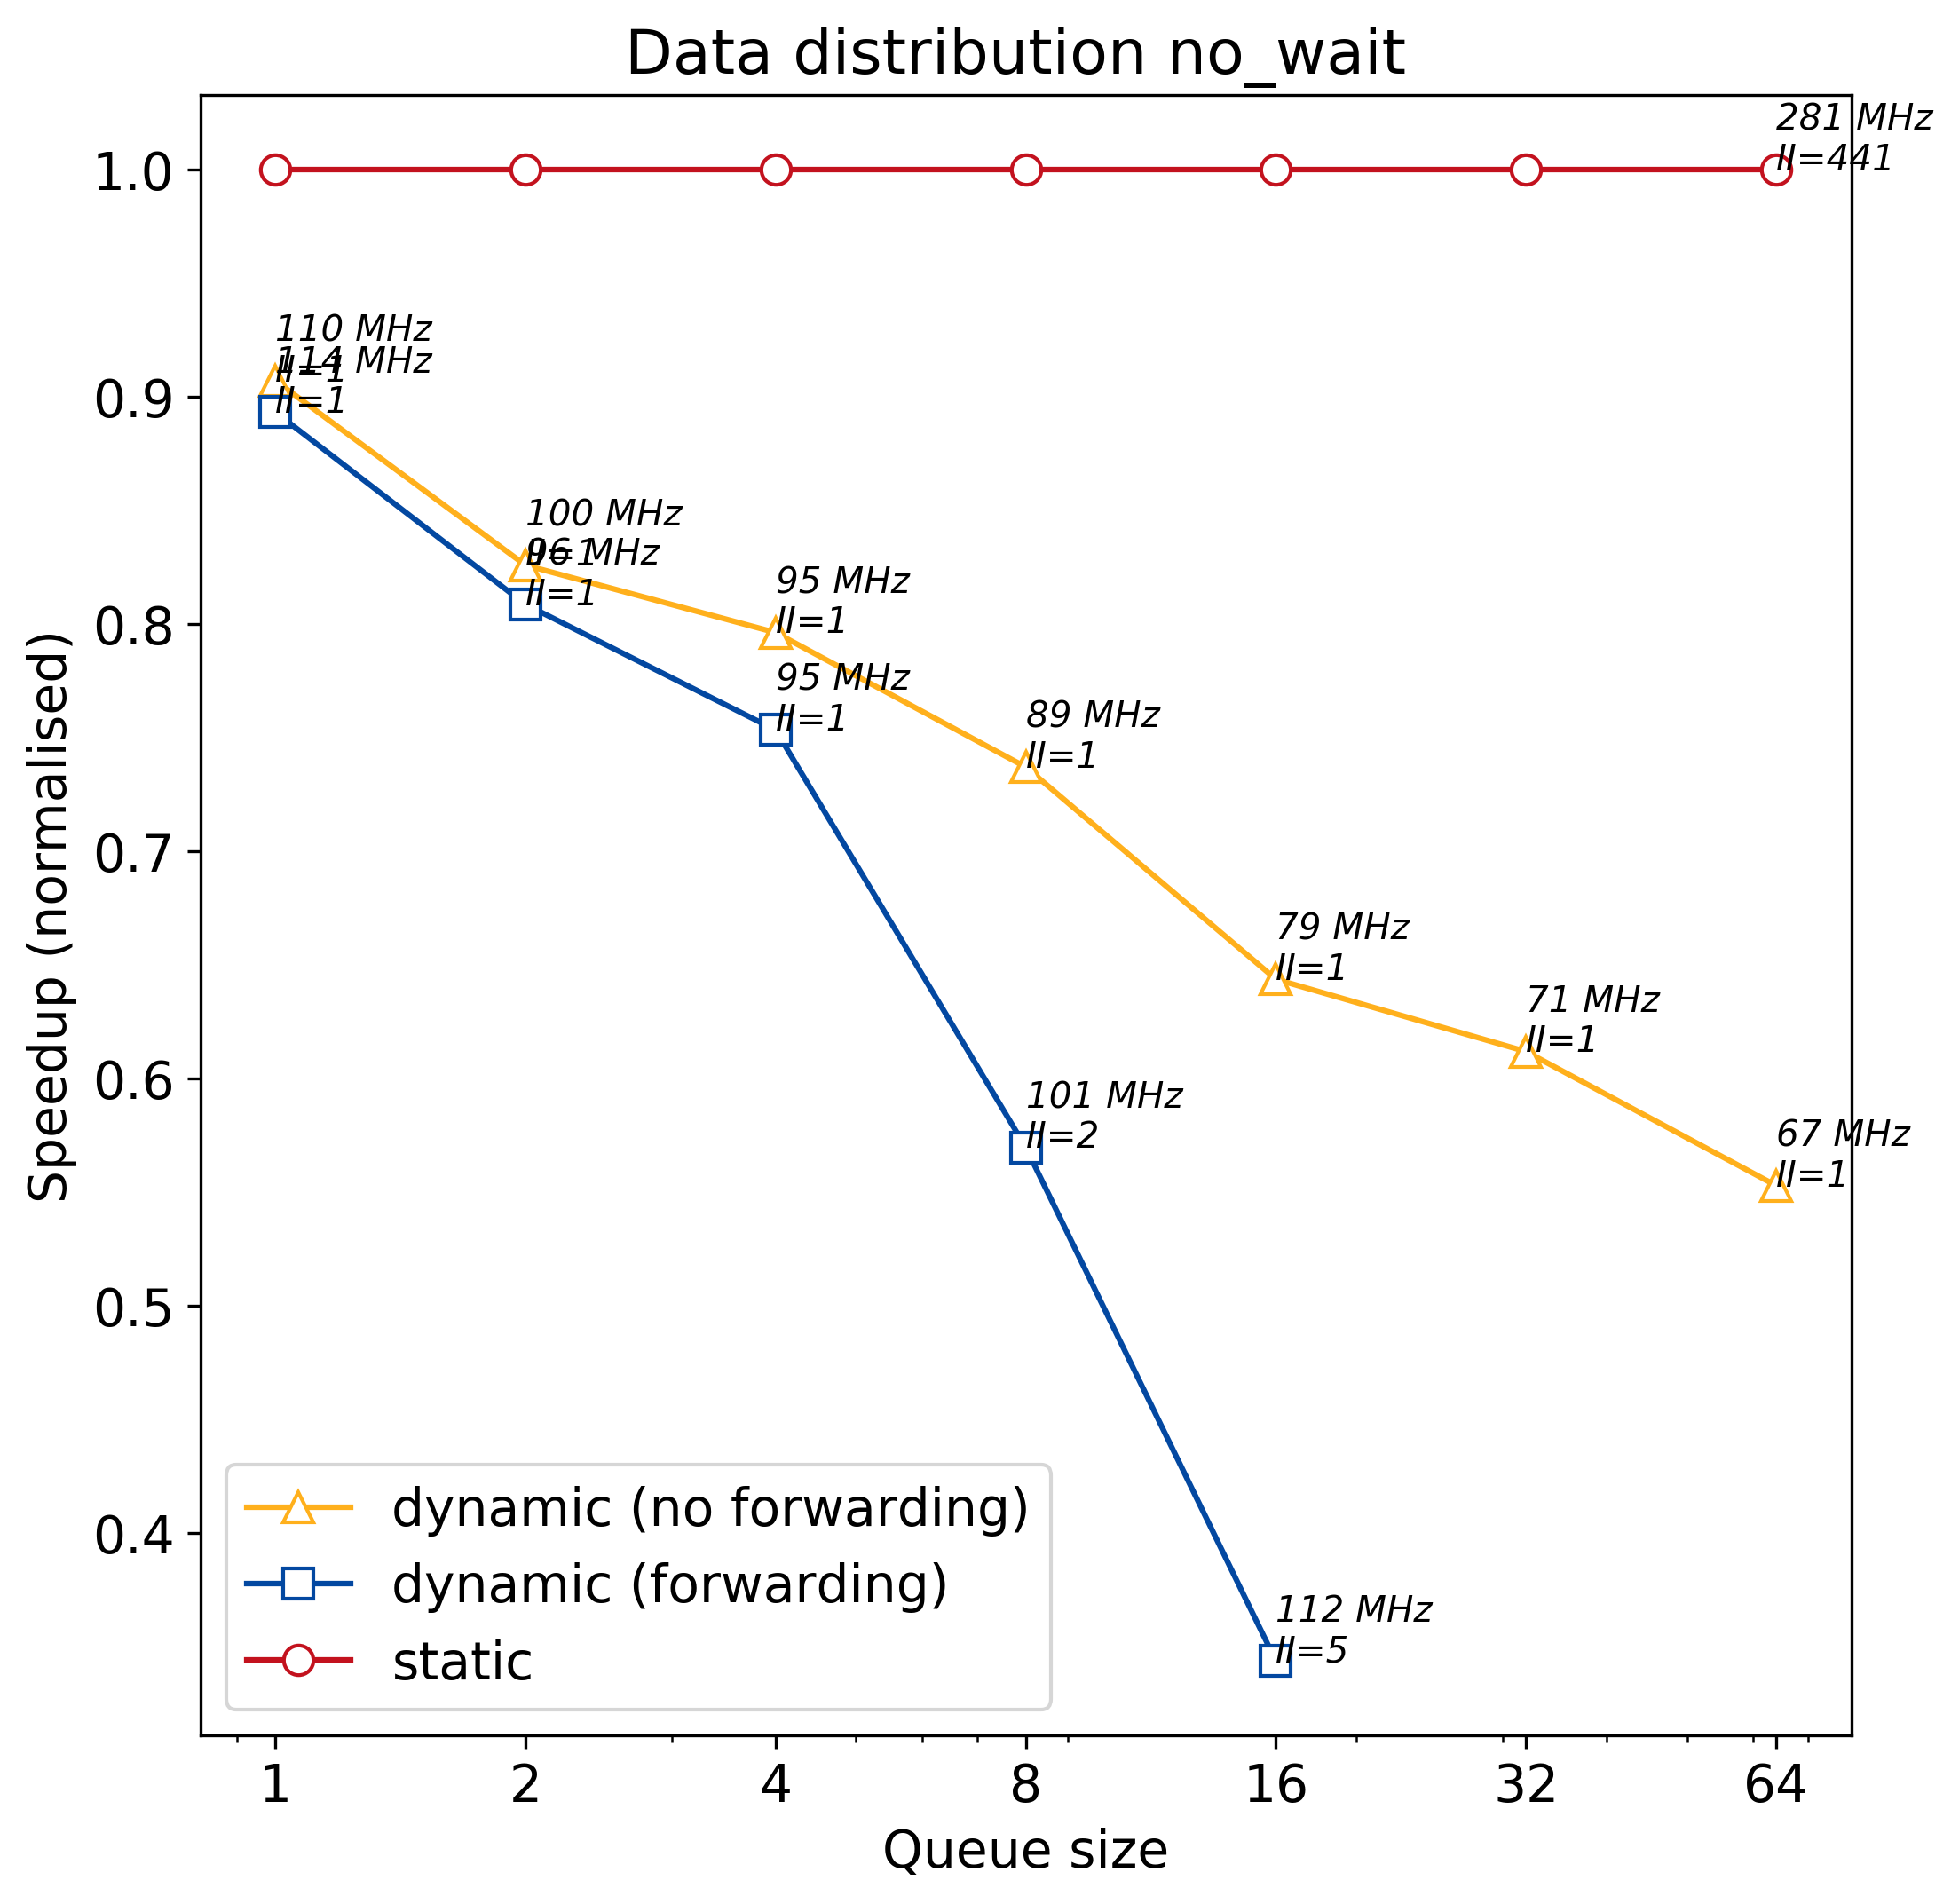 Data distribution no_wait
Speedup (normalised)
1.0
0.9
0.8
0.7
0.6
0.5
0.4
281 MHz
II=441
110 MHz
II=1
114 MHz
II=1
100 MHz
II=1
96 MHz
II=1
95 MHz
II=1
95 MHz
II=1
89 MHz
II=1
79 MHz
II=1
71 MHz
II=1
101 MHz
II=2
67 MHz
II=1
112 MHz
II=5
dynamic (no forwarding)
dynamic (forwarding)
static
1 2 4 8 16 32 64
Queue size